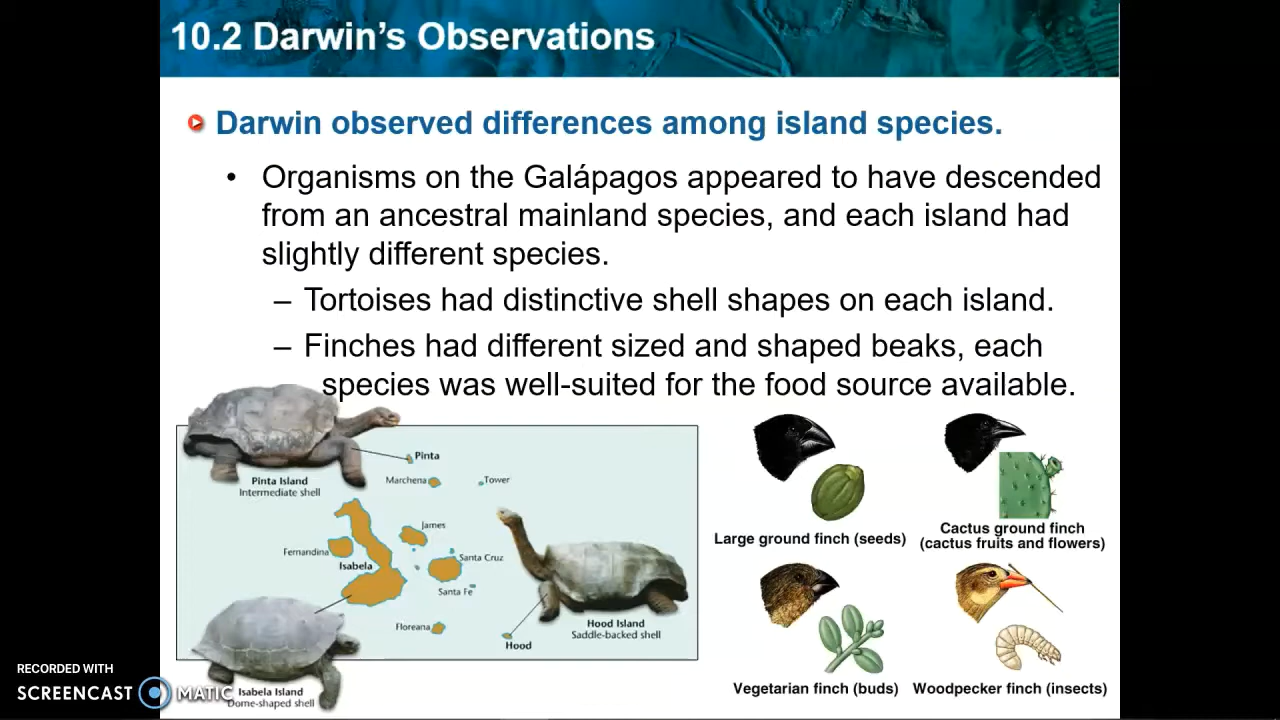 10.2 Darwin's Observations
Darwin observed differences among island species.
• Organisms on the Galápagos appeared to have descended
from an ancestral mainland species, and each island had
slightly different species.
– Tortoises had distinctive shell shapes on each island.
– Finches had different sized and shaped beaks, each
species was well-suited for the food source available.
Pinta
Pinta Island
Intermediate shell
Marchena
Tower
James
Fernandina
Santa Cruz
Isabela
Santa Fe
Floreana
Hood Island
Saddle-backed shell
Hood
Isabela Island
Dome-shaped shell
Large ground finch (seeds)
Cactus ground finch
(cactus fruits and flowers)
Vegetarian finch (buds)
Woodpecker finch (insects)
RECORDED WITH
SCREENCAST MATIC